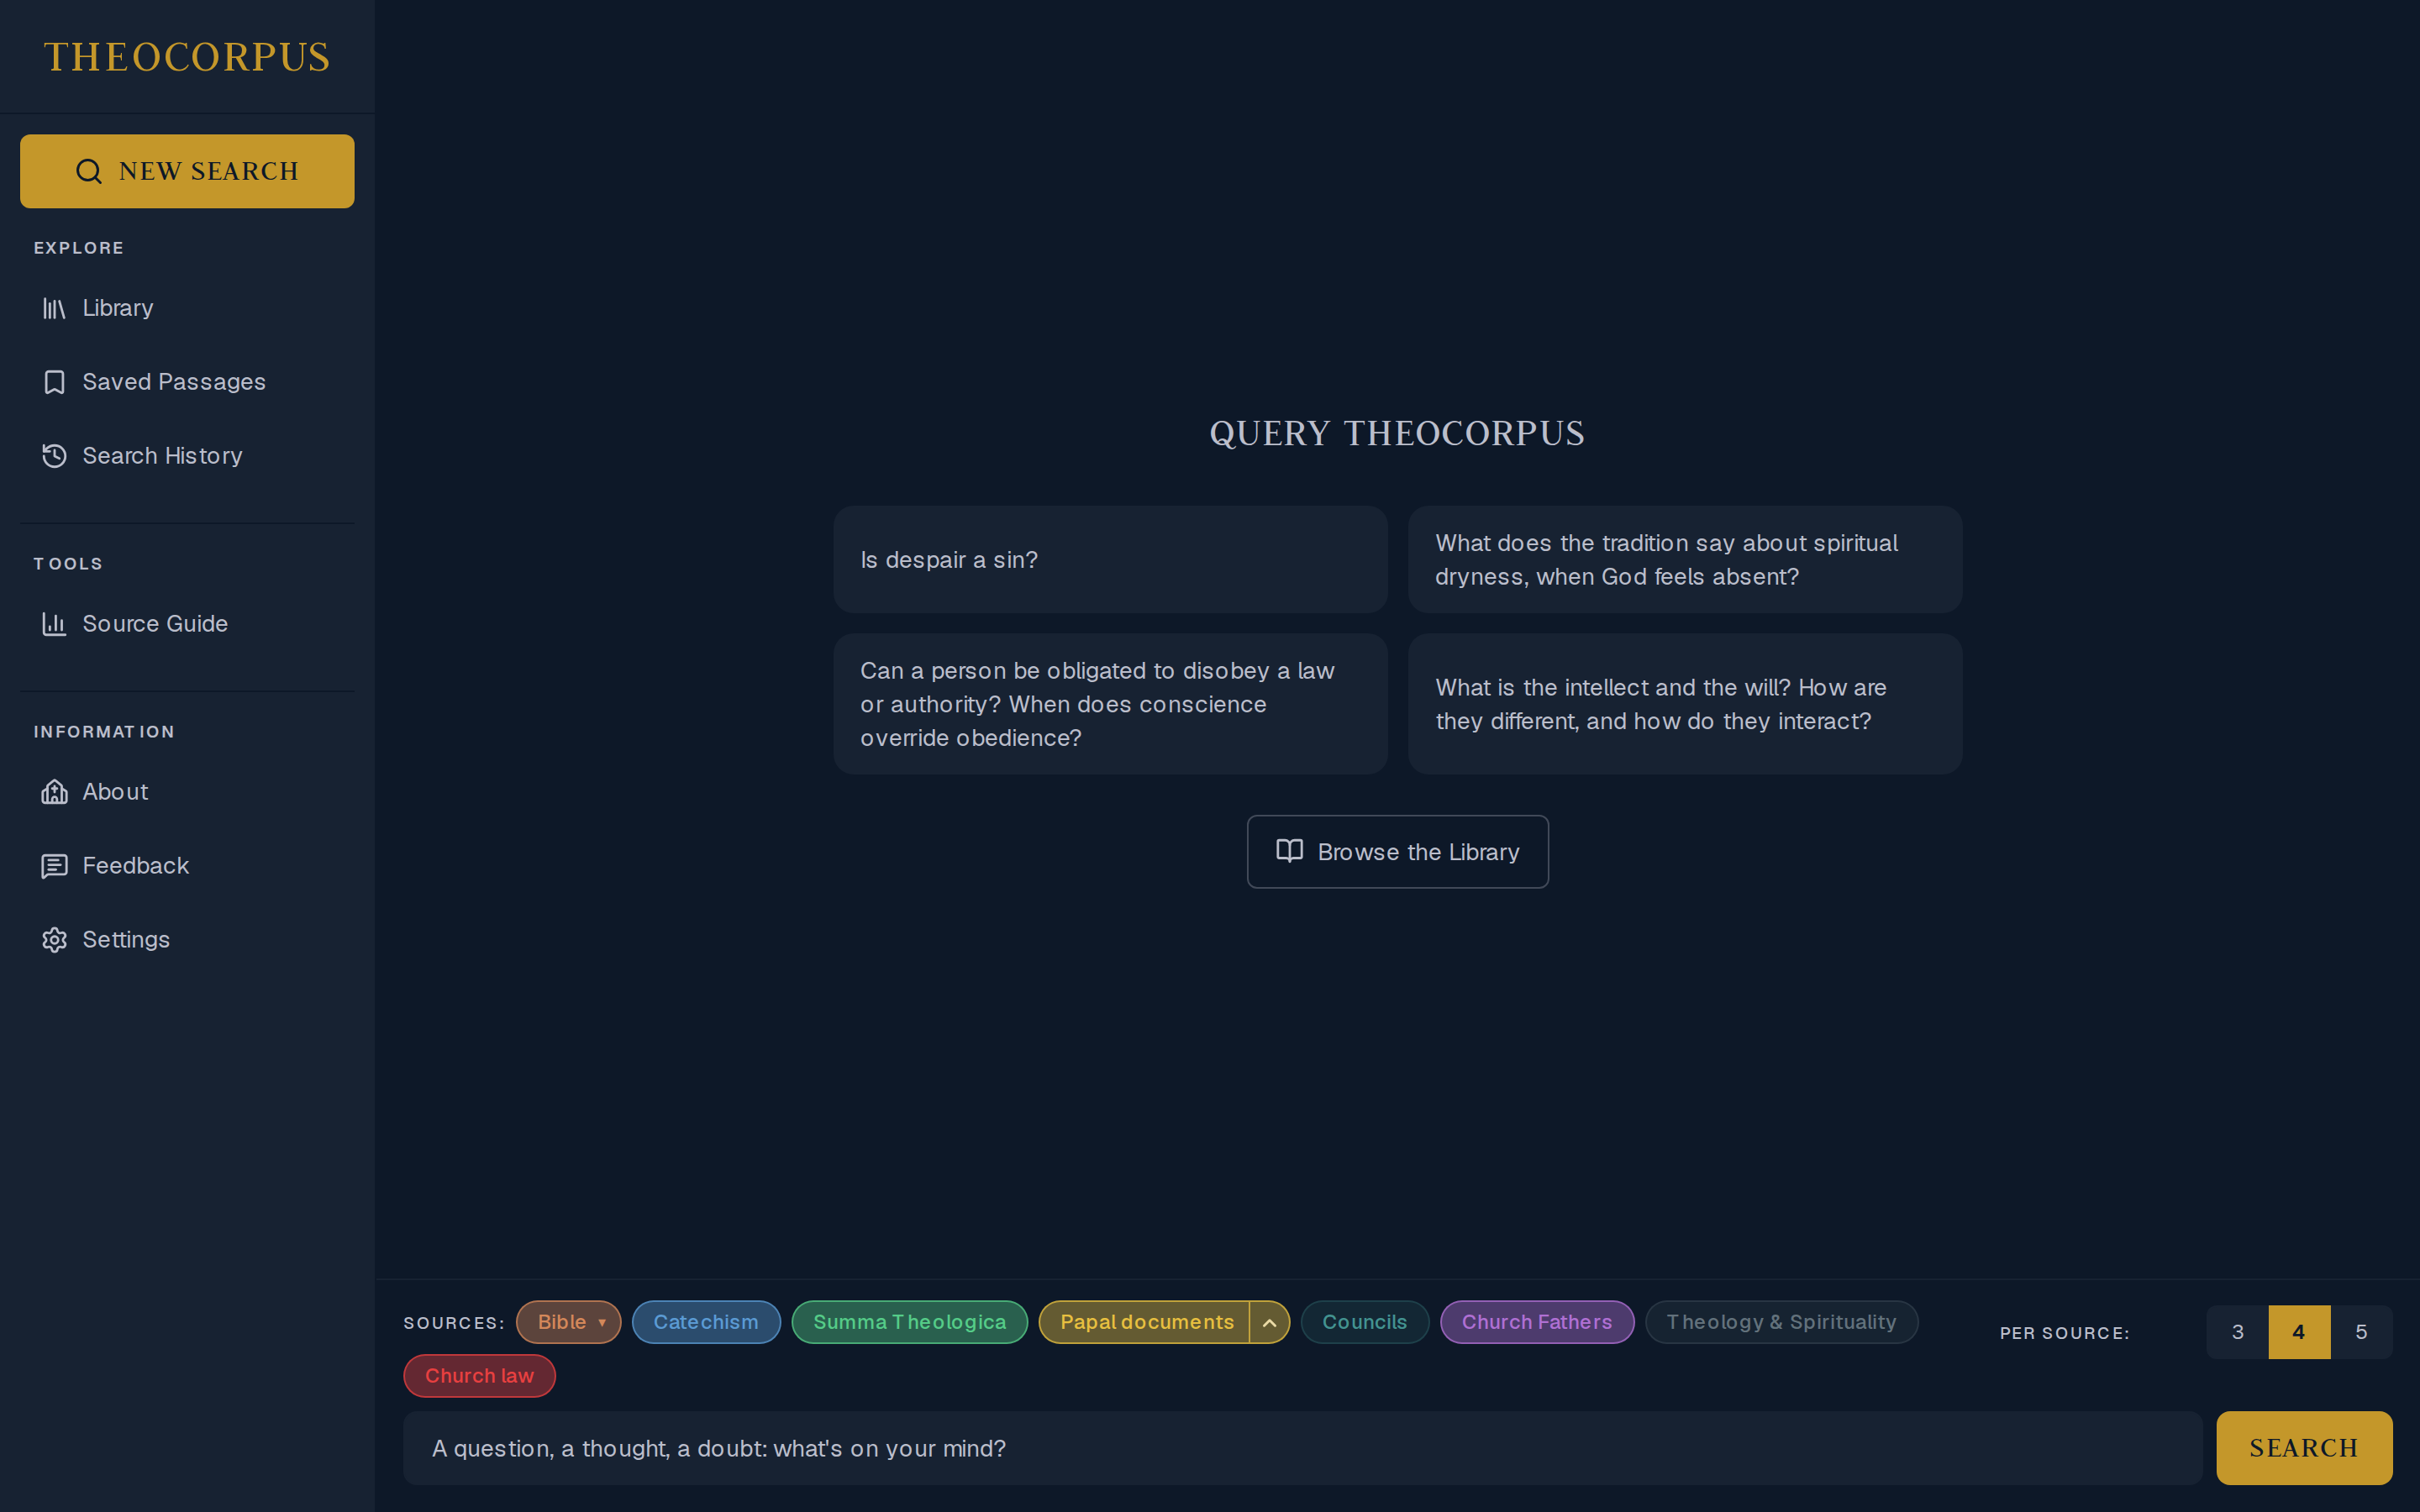 THEOCORPUS
NEW SEARCH
EXPLORE
Library
Saved Passages
Search History
TOOLS
Source Guide
INFORMATION
About
Feedback
Settings
QUERY THEOCORPUS
Is despair a sin?
What does the tradition say about spiritual
dryness, when God feels absent?
Can a person be obligated to disobey a law
or authority? When does conscience
override obedience?
What is the intellect and the will? How are
they different, and how do they interact?
Browse the Library
SOURCES:
Bible
Catechism
Summa Theologica
Papal documents
Councils
Church Fathers
Theology & Spirituality
Church law
PER SOURCE:
3
4
5
A question, a thought, a doubt: what's on your mind?
SEARCH